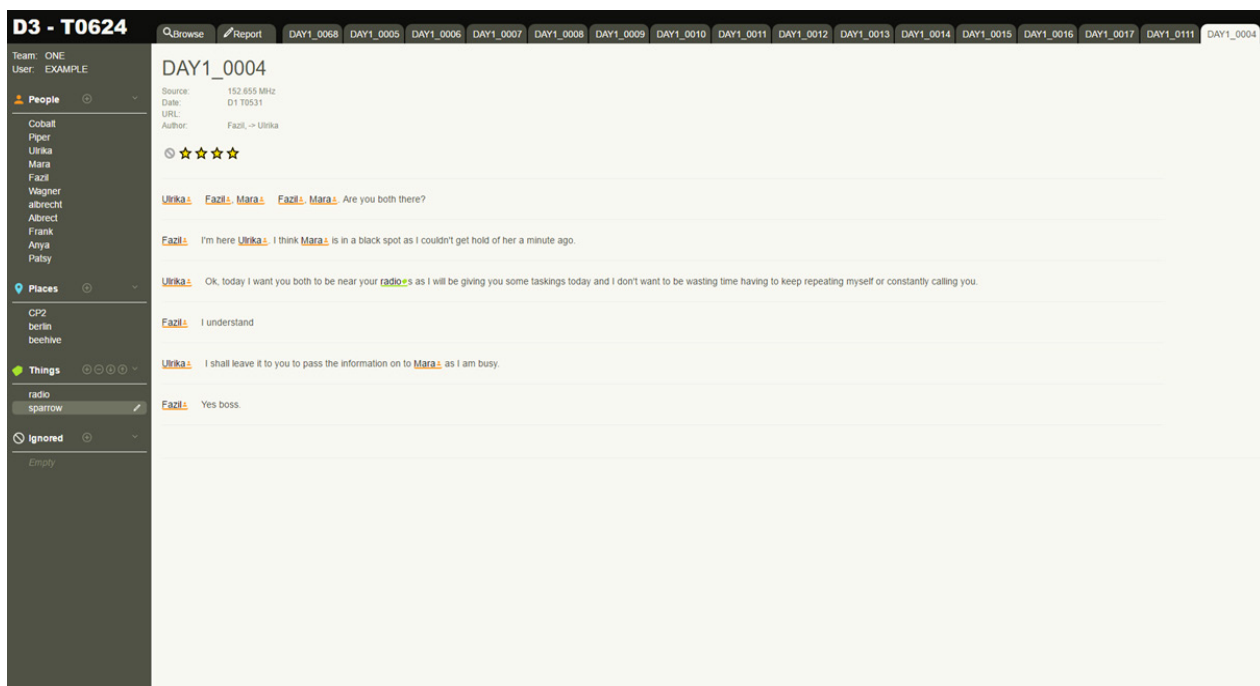 D3 - T0624
Browse Report DAY1_0068 DAY1_0005 DAY1_0006 DAY1_0007 DAY1_0008 DAY1_0009 DAY1_0010 DAY1_0011 DAY1_0012 DAY1_0013 DAY1_0014 DAY1_0015 DAY1_0016 DAY1_0017 DAY1_0111 DAY1_0004
Team: ONE
User: EXAMPLE
People
Cobalt
Piper
Ulrika
Mara
Fazil
Wagner
albrecht
Albrect
Frank
Anya
Patsy
Places
CP2
berlin
beehive
Things
radio
sparrow
Ignored
Empty
DAY1_0004
Source: 152.655 MHz
Date: D1 T0531
URL:
Author: Fazil, -> Ulrika
Ulrika Fazil, Mara Fazil, Mara. Are you both there?
Fazil I'm here Ulrika. I think Mara is in a black spot as I couldn't get hold of her a minute ago.
Ulrika Ok, today I want you both to be near your radios as I will be giving you some taskings today and I don't want to be wasting time having to keep repeating myself or constantly calling you.
Fazil I understand
Ulrika I shall leave it to you to pass the information on to Mara as I am busy.
Fazil Yes boss.